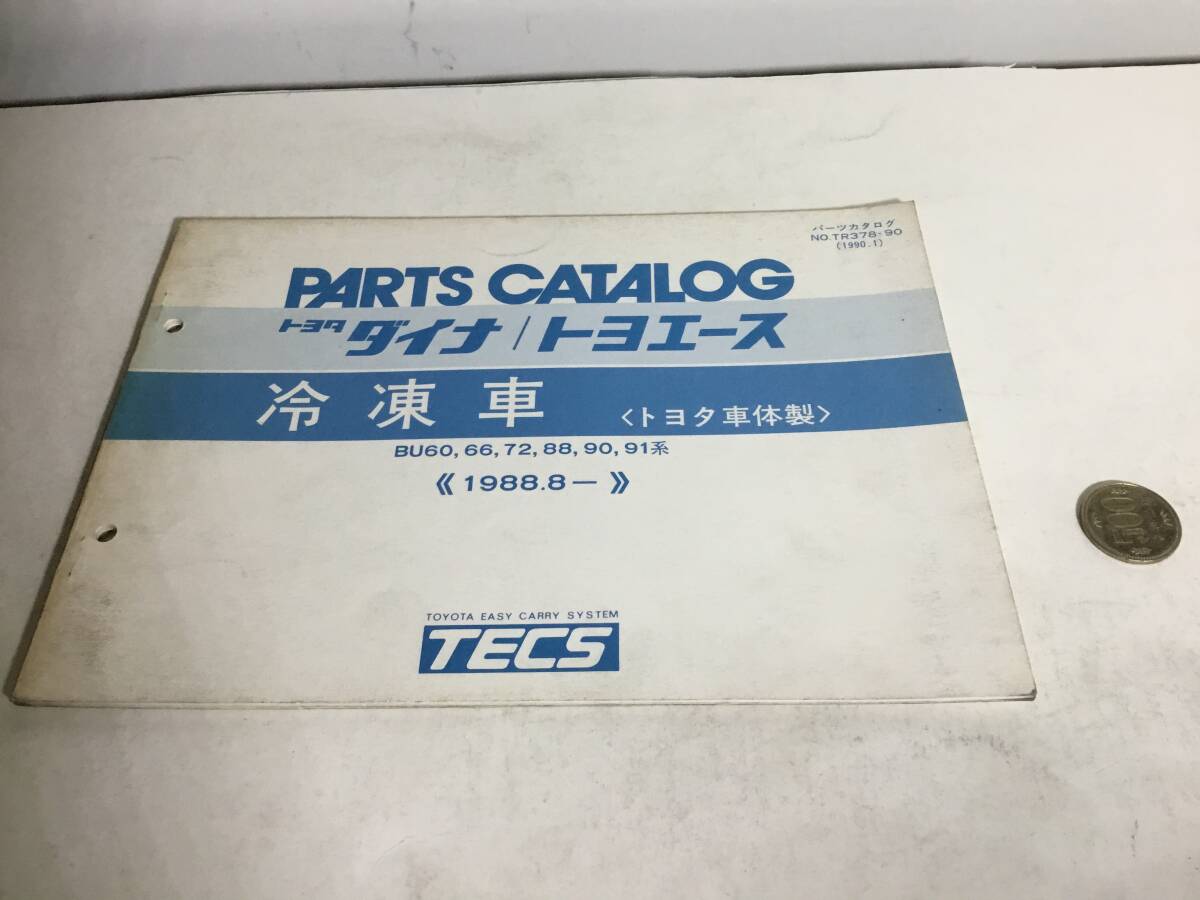 パーツカタログ
NO.TR378-90
(1990.1)
PARTS CATALOG
トヨタ ダイナ/トヨエース
冷凍車 〈トヨタ車体製〉
BU60, 66, 72, 88, 90, 91系
《1988.8— 》
TOYOTA EASY CARRY SYSTEM
TECS
500